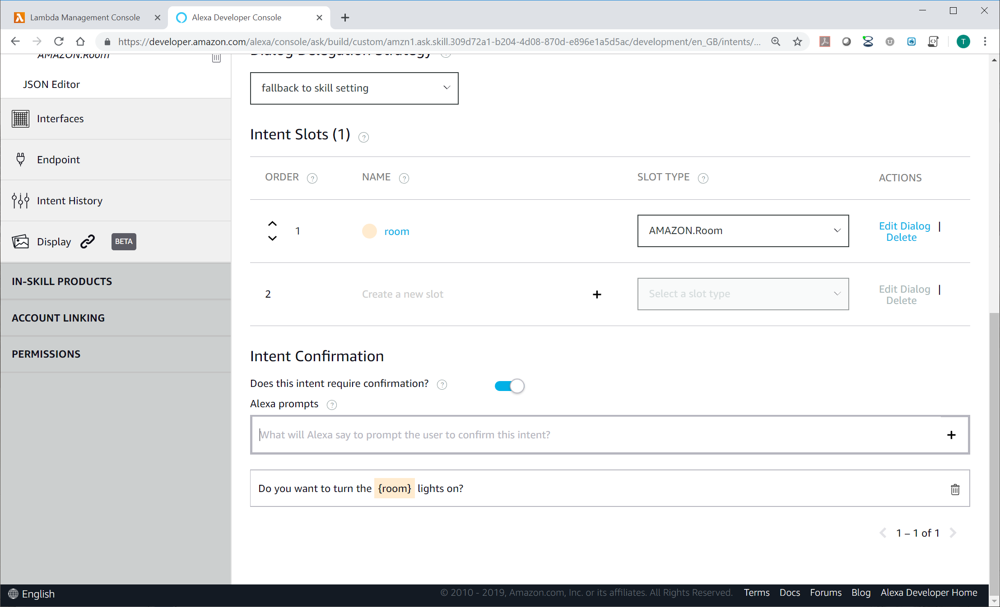 Lambda Management Console
Alexa Developer Console
https://developer.amazon.com/alexa/console/ask/build/custom/amzn1.ask.skill.309d72a1-b204-4d08-870d-e896e1a5d5ac/development/en_GB/intents/...
T
AMAZON.Room
JSON Editor
Interfaces
Endpoint
Intent History
Display BETA
IN-SKILL PRODUCTS
ACCOUNT LINKING
PERMISSIONS
Dialog Delegation Strategy ?
fallback to skill setting
Intent Slots (1) ?
ORDER ? NAME ? SLOT TYPE ? ACTIONS
1 room AMAZON.Room Edit Dialog |
Delete
2 Create a new slot + Select a slot type Edit Dialog |
Delete
Intent Confirmation
Does this intent require confirmation? ?
Alexa prompts ?
What will Alexa say to prompt the user to confirm this intent? +
Do you want to turn the {room} lights on?
1 – 1 of 1
English
© 2010 - 2019, Amazon.com, Inc. or its affiliates. All Rights Reserved. Terms Docs Forums Blog Alexa Developer Home